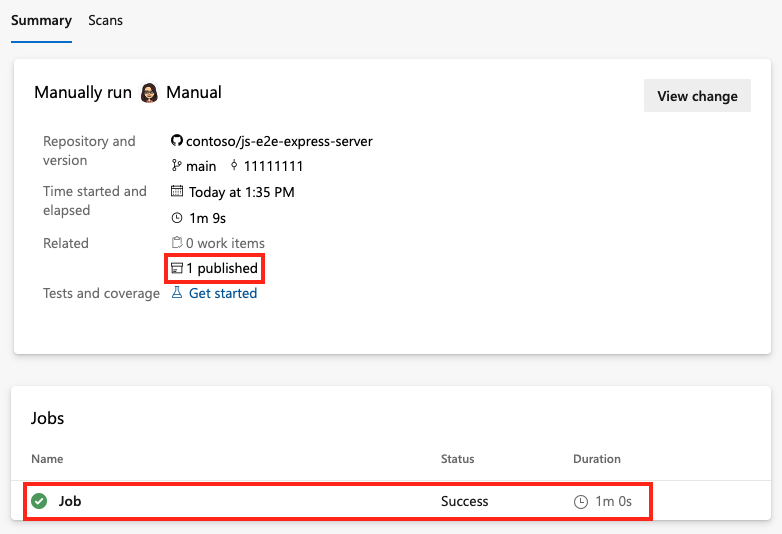 Summary Scans
Manually run Manual
View change
Repository and version
contoso/js-e2e-express-server
main 11111111
Time started and elapsed
Today at 1:35 PM
1m 9s
Related
0 work items
1 published
Tests and coverage
Get started
Jobs
Name Status Duration
Job Success 1m 0s